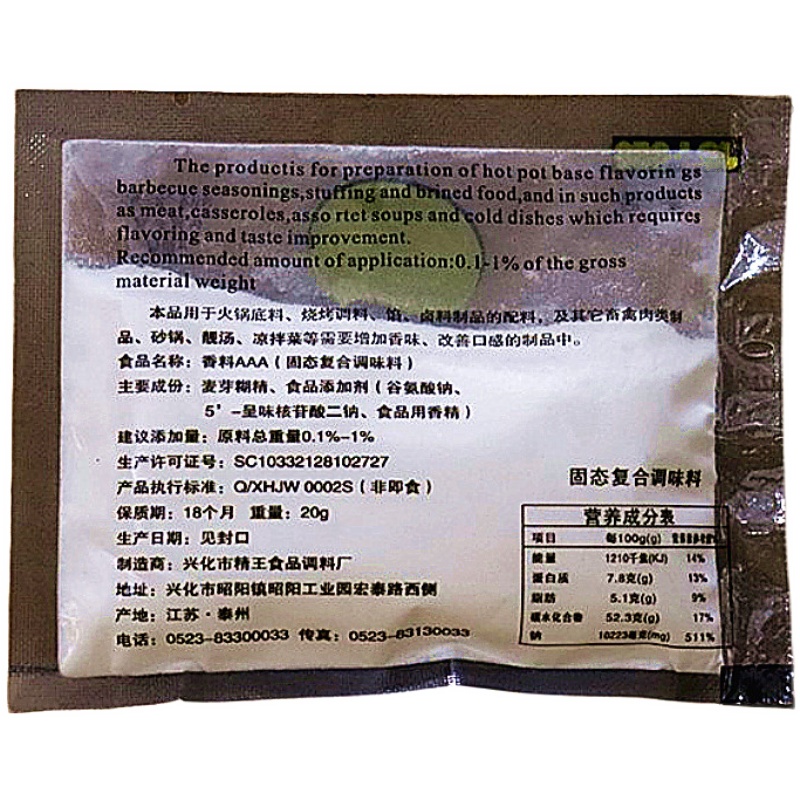 The productis for preparation of hot pot base flavorin gs
barbecue seasonings,stuffing and brined food,and in such products
as meat,casseroles,asso rtet soups and cold dishes which requires
flavoring and taste improvement.
Recommended amount of application:0.1-1% of the gross
material weight
本品用于火锅底料、烧烤调料、馅、卤料制品的配料，及其它畜禽肉类制
品、砂锅、靓汤、凉拌菜等需要增加香味、改善口感的制品中。
食品名称：香料AAA（固态复合调味料）
主要成份：麦芽糊精、食品添加剂（谷氨酸钠、
5’-呈味核苷酸二钠、食品用香精）
建议添加量：原料总重量0.1%-1%
生产许可证号：SC10332128102727
产品执行标准：Q/XHJW 0002S（非即食）
保质期：18个月 重量：20g
生产日期：见封口
制造商：兴化市精王食品调料厂
地址：兴化市昭阳镇昭阳工业园宏泰路西侧
产地：江苏·泰州
电话：0523-83300033 传真：0523-83130033
固态复合调味料
营养成分表
项目 每100g(g) 营养素参考值%
能量 1210千焦(KJ) 14%
蛋白质 7.8克(g) 13%
脂肪 5.1克(g) 9%
碳水化合物 52.3克(g) 17%
钠 10223毫克(mg) 511%